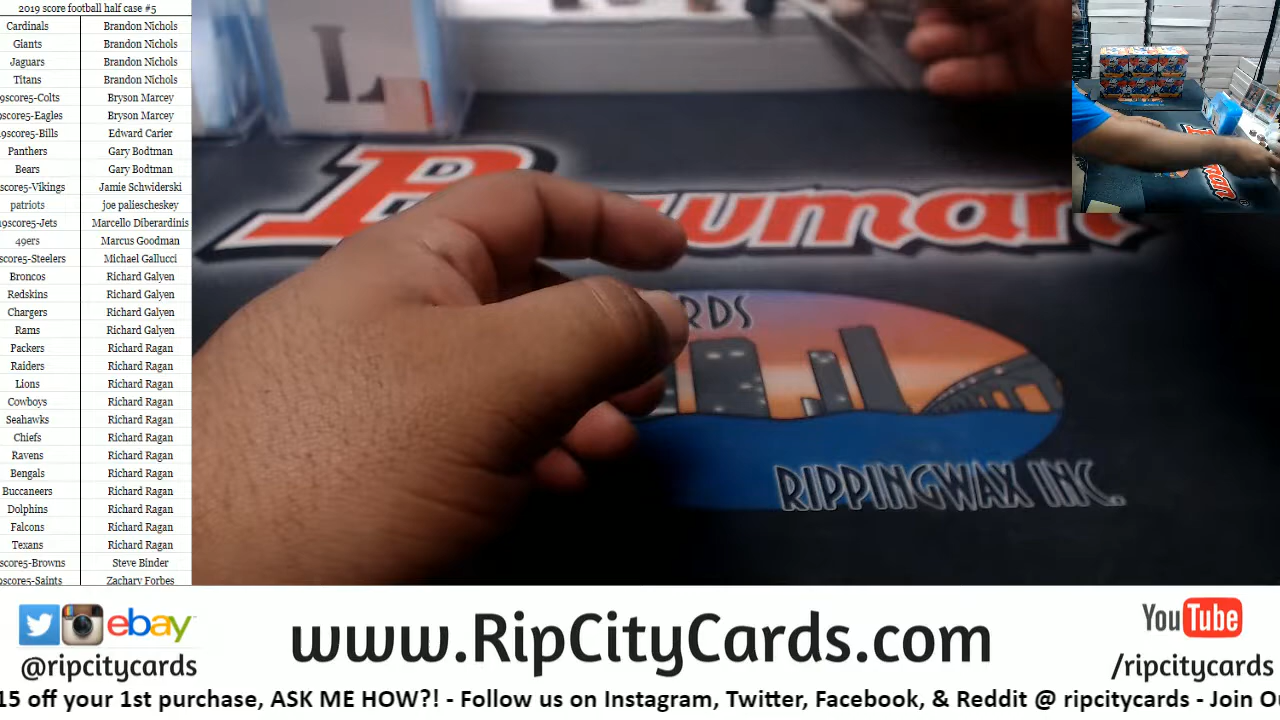 2019 score football half case #5
Cardinals Brandon Nichols
Giants Brandon Nichols
Jaguars Brandon Nichols
Titans Brandon Nichols
9score5-Colts Bryson Marcey
score5-Eagles Bryson Marcey
9score5-Bills Edward Carier
Panthers Gary Bodtman
Bears Gary Bodtman
score5-Vikings Jamie Schwiderski
patriots joe paliescheskey
19score5-Jets Marcello Diberardinis
49ers Marcus Goodman
score5-Steelers Michael Gallucci
Broncos Richard Galyen
Redskins Richard Galyen
Chargers Richard Galyen
Rams Richard Galyen
Packers Richard Ragan
Raiders Richard Ragan
Lions Richard Ragan
Cowboys Richard Ragan
Seahawks Richard Ragan
Chiefs Richard Ragan
Ravens Richard Ragan
Bengals Richard Ragan
Buccaneers Richard Ragan
Dolphins Richard Ragan
Falcons Richard Ragan
Texans Richard Ragan
score5-Browns Steve Binder
score5-Saints Zachary Forbes
Bowman
RDS
RIPPINGWAX INC.
ebay
@ripcitycards
www.RipCityCards.com
YouTube
/ripcitycards
15 off your 1st purchase, ASK ME HOW?! - Follow us on Instagram, Twitter, Facebook, & Reddit @ ripcitycards - Join Ou